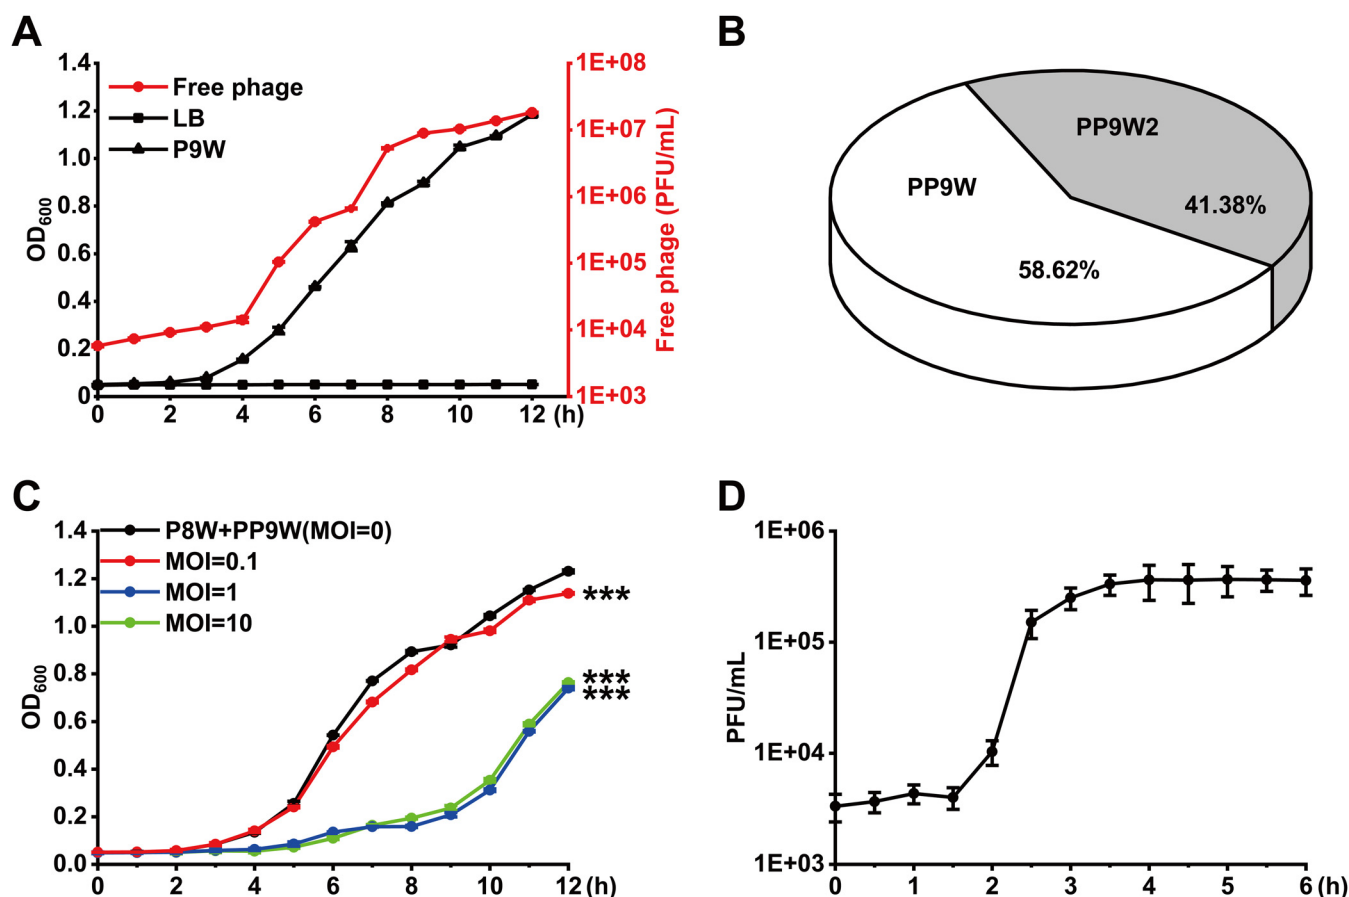 A
1.4
1.2
1.0
0.8
0.6
0.4
0.2
0
OD600
Free phage
LB
P9W
1E+08
1E+07
1E+06
1E+05
1E+04
1E+03
Free phage (PFU/mL)
0 2 4 6 8 10 12 (h)
B
PP9W2
PP9W
41.38%
58.62%
C
1.4
1.2
1.0
0.8
0.6
0.4
0.2
0.0
OD600
P8W+PP9W(MOI=0)
MOI=0.1
MOI=1
MOI=10
***
***
***
0 2 4 6 8 10 12 (h)
D
1E+06
1E+05
1E+04
1E+03
PFU/mL
0 1 2 3 4 5 6 (h)